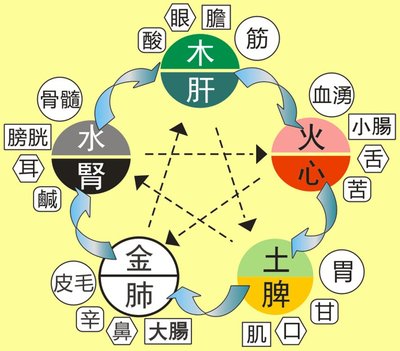 酸
眼
膽
筋
木
肝
血湧
小腸
舌
苦
火
心
胃
甘
口
肌
土
脾
大腸
鼻
辛
皮毛
金
肺
鹹
耳
膀胱
骨髓
水
腎